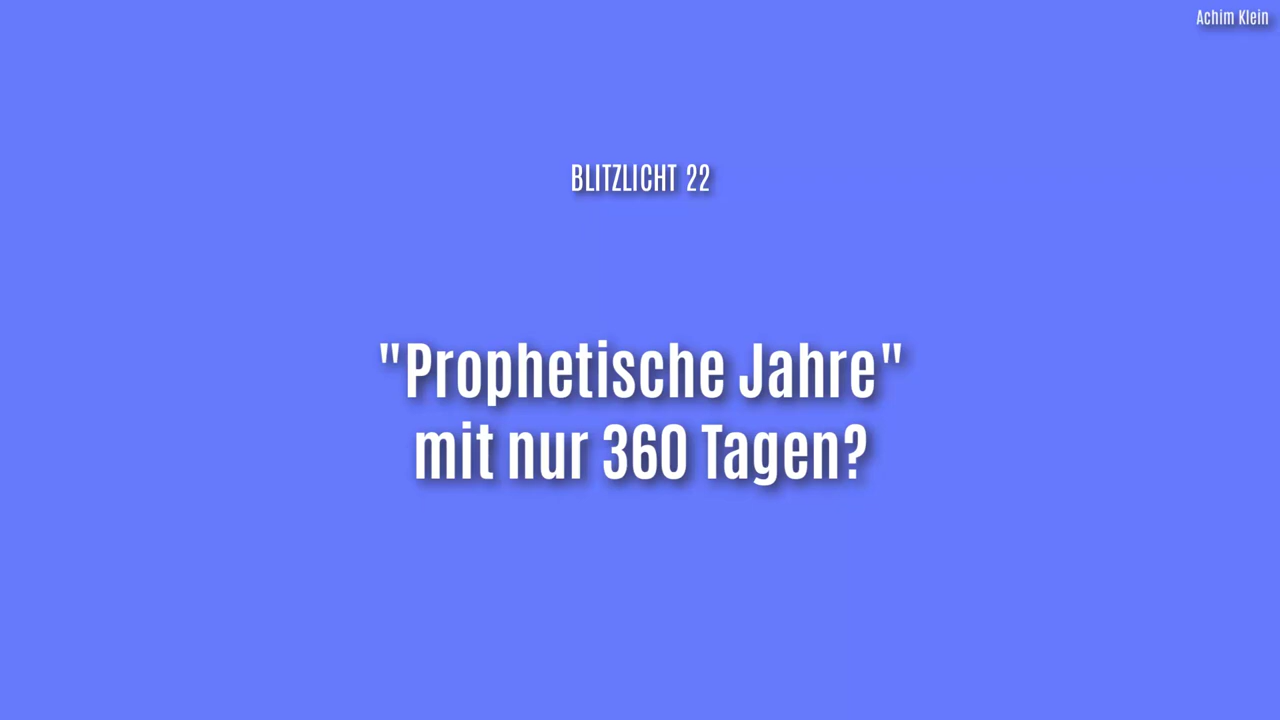 Achim Klein
BLITZLICHT 22
"Prophetische Jahre"
mit nur 360 Tagen?